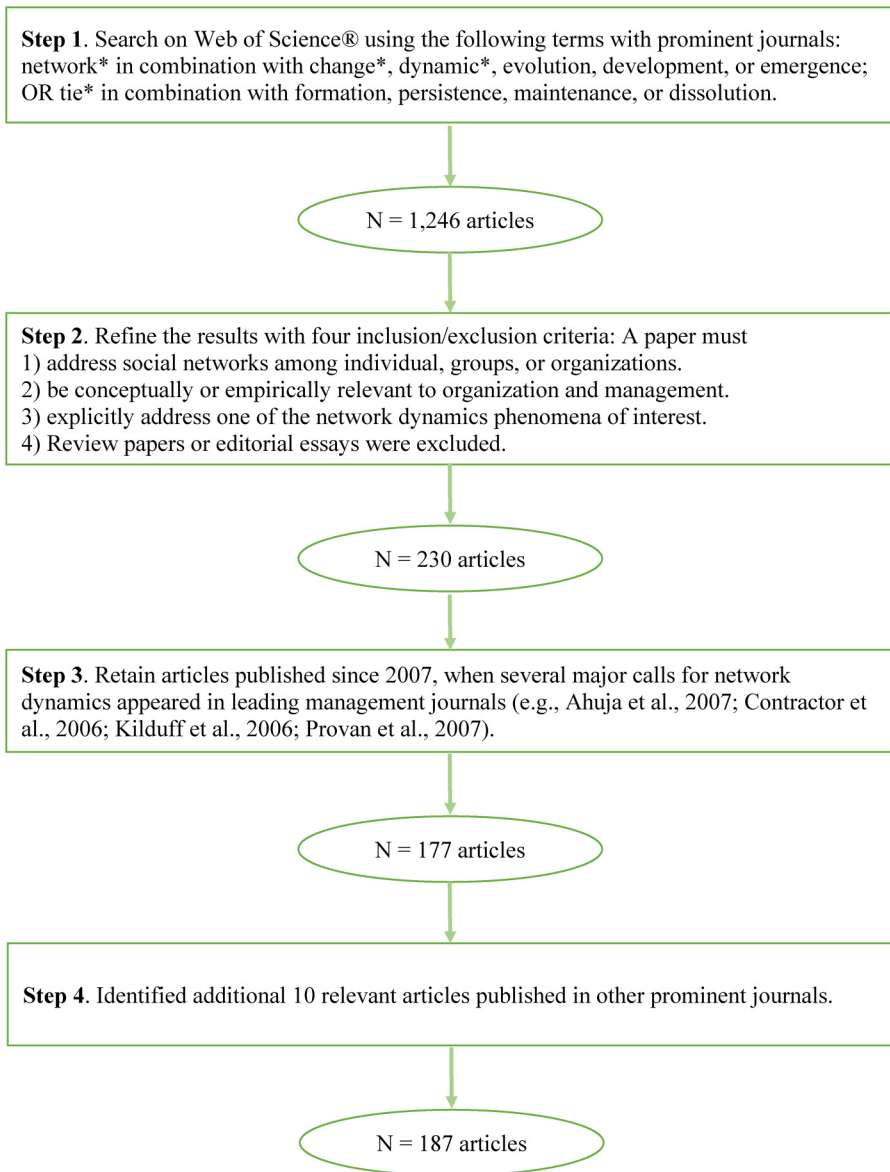 Step 1. Search on Web of Science® using the following terms with prominent journals:
network* in combination with change*, dynamic*, evolution, development, or emergence;
OR tie* in combination with formation, persistence, maintenance, or dissolution.
N = 1,246 articles
Step 2. Refine the results with four inclusion/exclusion criteria: A paper must
1) address social networks among individual, groups, or organizations.
2) be conceptually or empirically relevant to organization and management.
3) explicitly address one of the network dynamics phenomena of interest.
4) Review papers or editorial essays were excluded.
N = 230 articles
Step 3. Retain articles published since 2007, when several major calls for network
dynamics appeared in leading management journals (e.g., Ahuja et al., 2007; Contractor et
al., 2006; Kilduff et al., 2006; Provan et al., 2007).
N = 177 articles
Step 4. Identified additional 10 relevant articles published in other prominent journals.
N = 187 articles